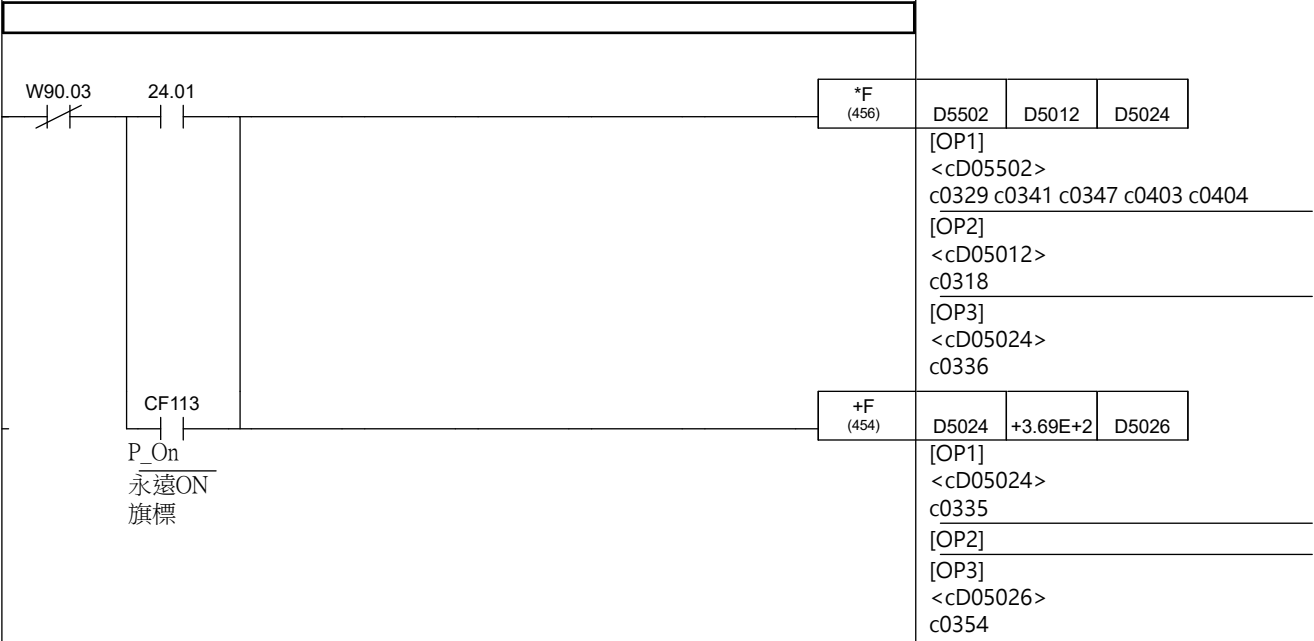 W90.03 24.01
*F
(456) D5502 D5012 D5024
[OP1]
<cD05502>
c0329 c0341 c0347 c0403 c0404
[OP2]
<cD05012>
c0318
[OP3]
<cD05024>
c0336
CF113
P_On
永遠ON
旗標
+F
(454) D5024 +3.69E+2 D5026
[OP1]
<cD05024>
c0335
[OP2]
[OP3]
<cD05026>
c0354